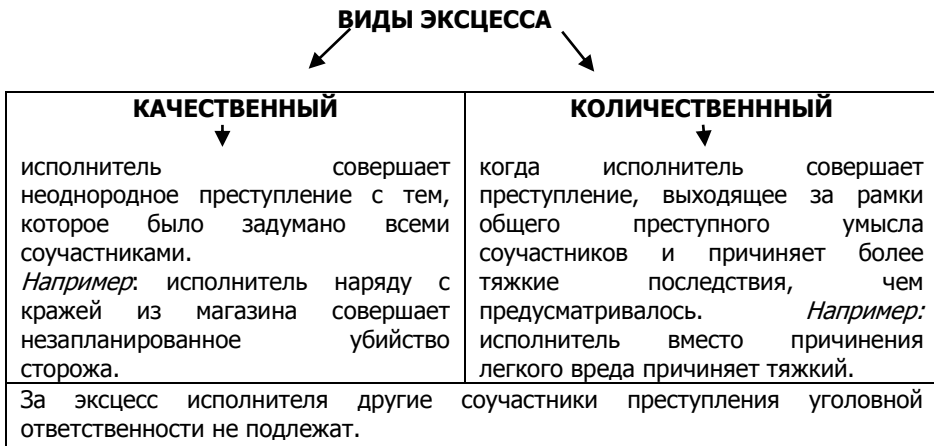 ВИДЫ ЭКСЦЕССА
КАЧЕСТВЕННЫЙ
исполнитель совершает
неоднородное преступление с тем,
которое было задумано всеми
соучастниками.
Например: исполнитель наряду с
кражей из магазина совершает
незапланированное убийство
сторожа.
КОЛИЧЕСТВЕНННЫЙ
когда исполнитель совершает
преступление, выходящее за рамки
общего преступного умысла
соучастников и причиняет более
тяжкие последствия, чем
предусматривалось. Например:
исполнитель вместо причинения
легкого вреда причиняет тяжкий.
За эксцесс исполнителя другие соучастники преступления уголовной
ответственности не подлежат.